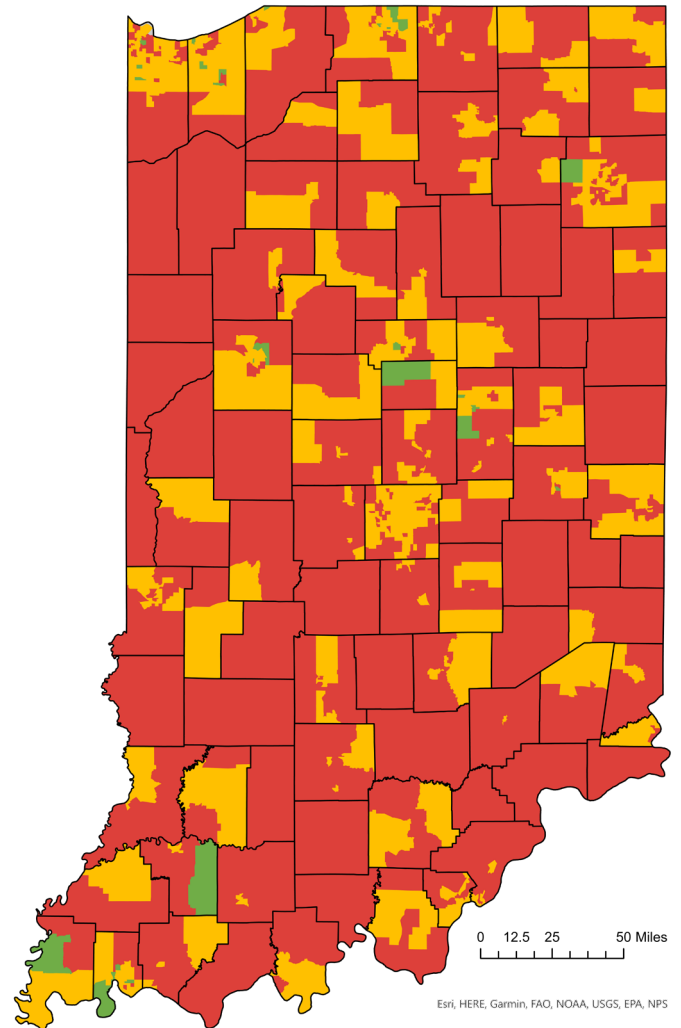 0 12.5 25 50 Miles
Esri, HERE, Garmin, FAO, NOAA, USGS, EPA, NPS